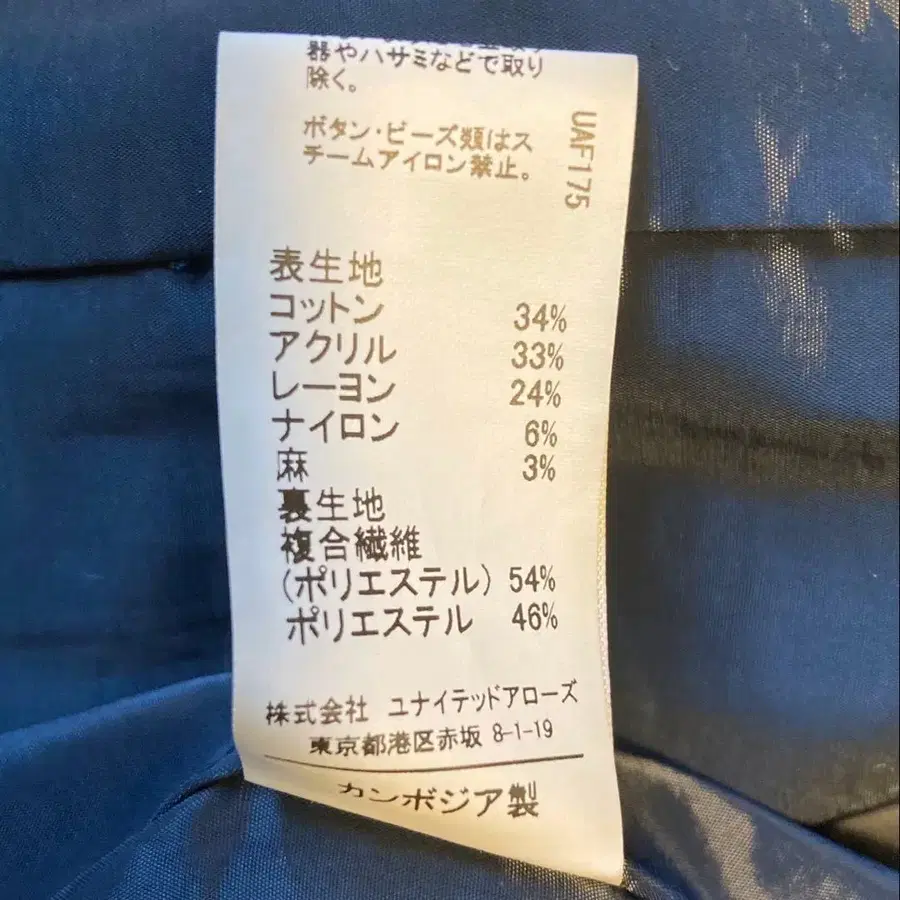 器やハサミなどで取り
除く。
ボタン・ビーズ類はス
チームアイロン禁止。
UAF175
表生地
コットン 34%
アクリル 33%
レーヨン 24%
ナイロン 6%
麻 3%
裏生地
複合繊維
(ポリエステル) 54%
ポリエステル 46%
株式会社 ユナイテッドアローズ
東京都港区赤坂 8-1-19
カンボジア製